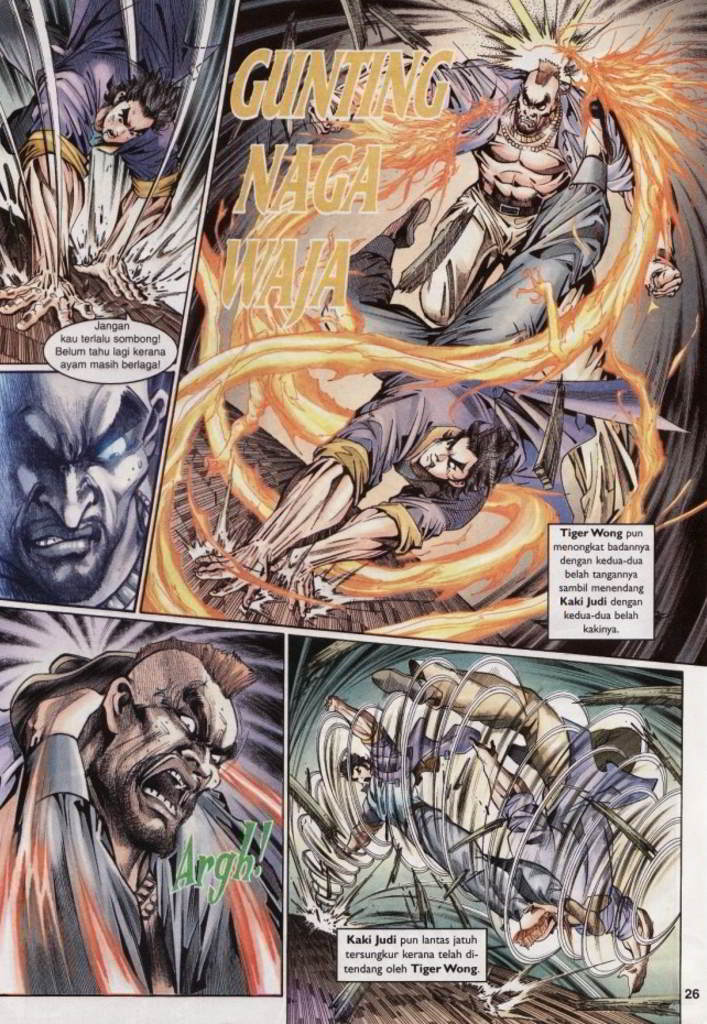 GUNTING
NAGA
WAJA
Jangan
kau terlalu sombong!
Belum tahu lagi kerana
ayam masih berlaga!
Tiger Wong pun
menongkat badannya
dengan kedua-dua
belah tangannya
sambil menendang
Kaki Judi dengan
kedua-dua belah
kakinya.
Argh!
Kaki Judi pun lantas jatuh
tersungkur kerana telah di-
tendang oleh Tiger Wong.
26